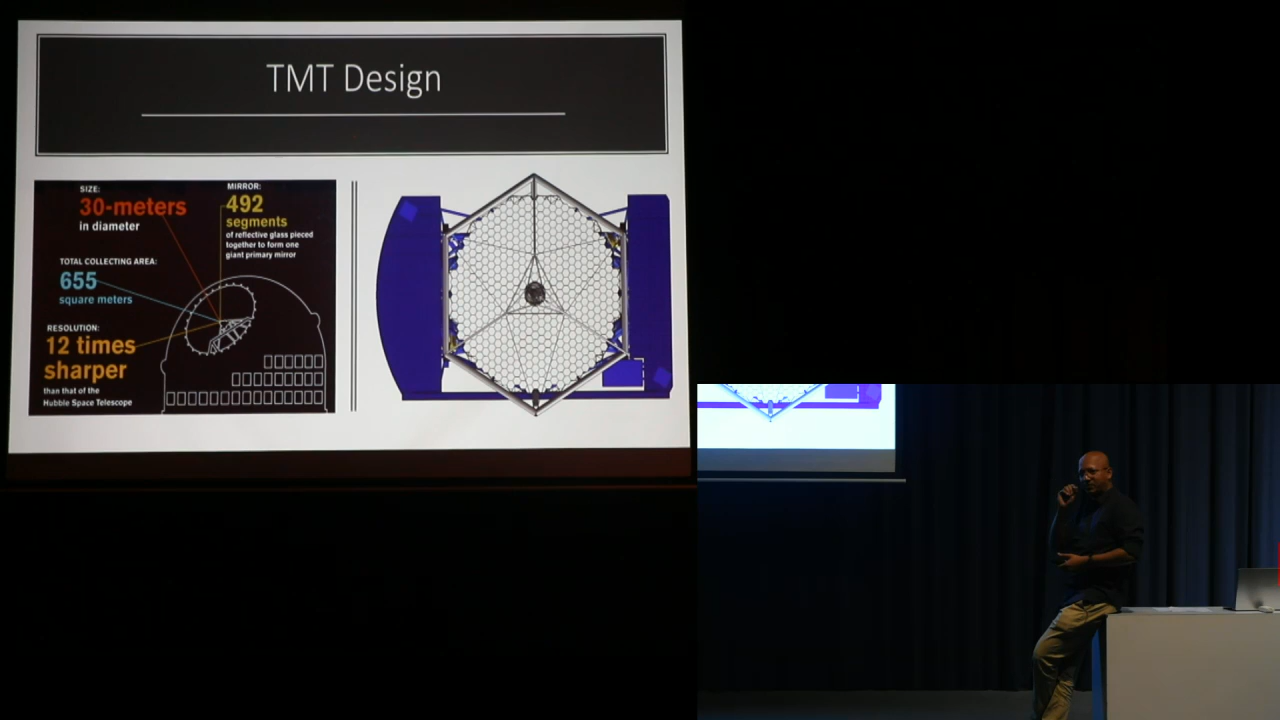 TMT Design
SIZE:
30-meters
in diameter
MIRROR:
492
segments
of reflective glass pieced
together to form one
giant primary mirror
TOTAL COLLECTING AREA:
655
square meters
RESOLUTION:
12 times
sharper
than that of the
Hubble Space Telescope